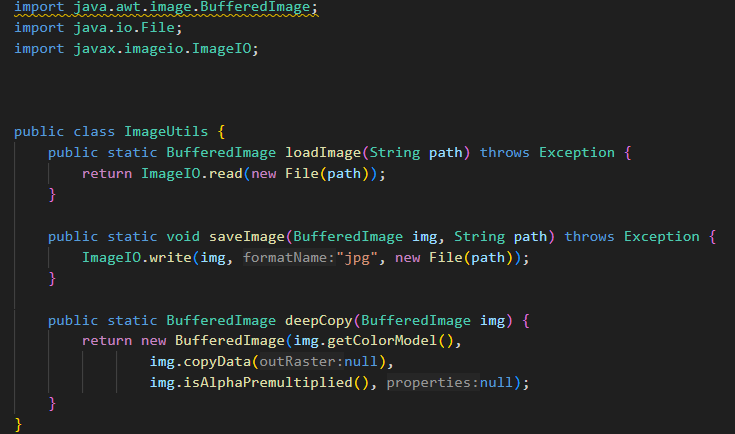 import java.awt.image.BufferedImage;
import java.io.File;
import javax.imageio.ImageIO;
public class ImageUtils {
public static BufferedImage loadImage(String path) throws Exception {
return ImageIO.read(new File(path));
}
public static void saveImage(BufferedImage img, String path) throws Exception {
ImageIO.write(img, formatName:"jpg", new File(path));
}
public static BufferedImage deepCopy(BufferedImage img) {
return new BufferedImage(img.getColorModel(),
img.copyData(outRaster:null),
img.isAlphaPremultiplied(), properties:null);
}
}